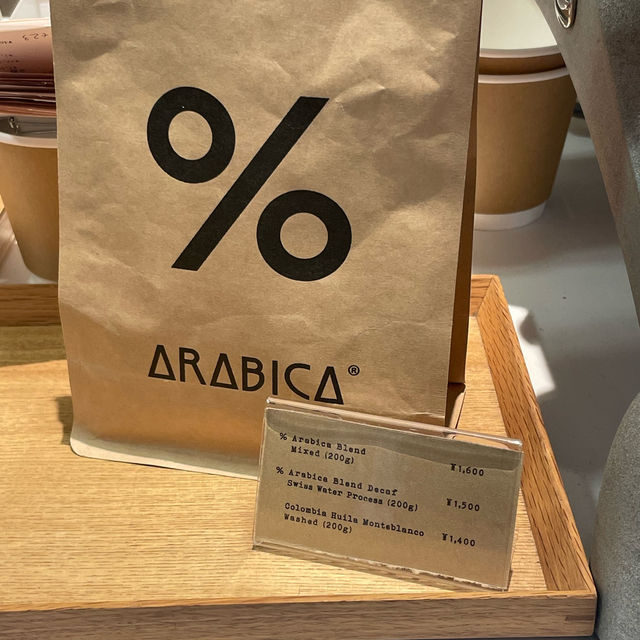 %
ARABICA®
% Arabica Blend
Mixed (200g) ¥1,600
% Arabica Blend Decaf
Swiss Water Process (200g) ¥1,500
Colombia Huila Monteblanco
Washed (200g) ¥1,400